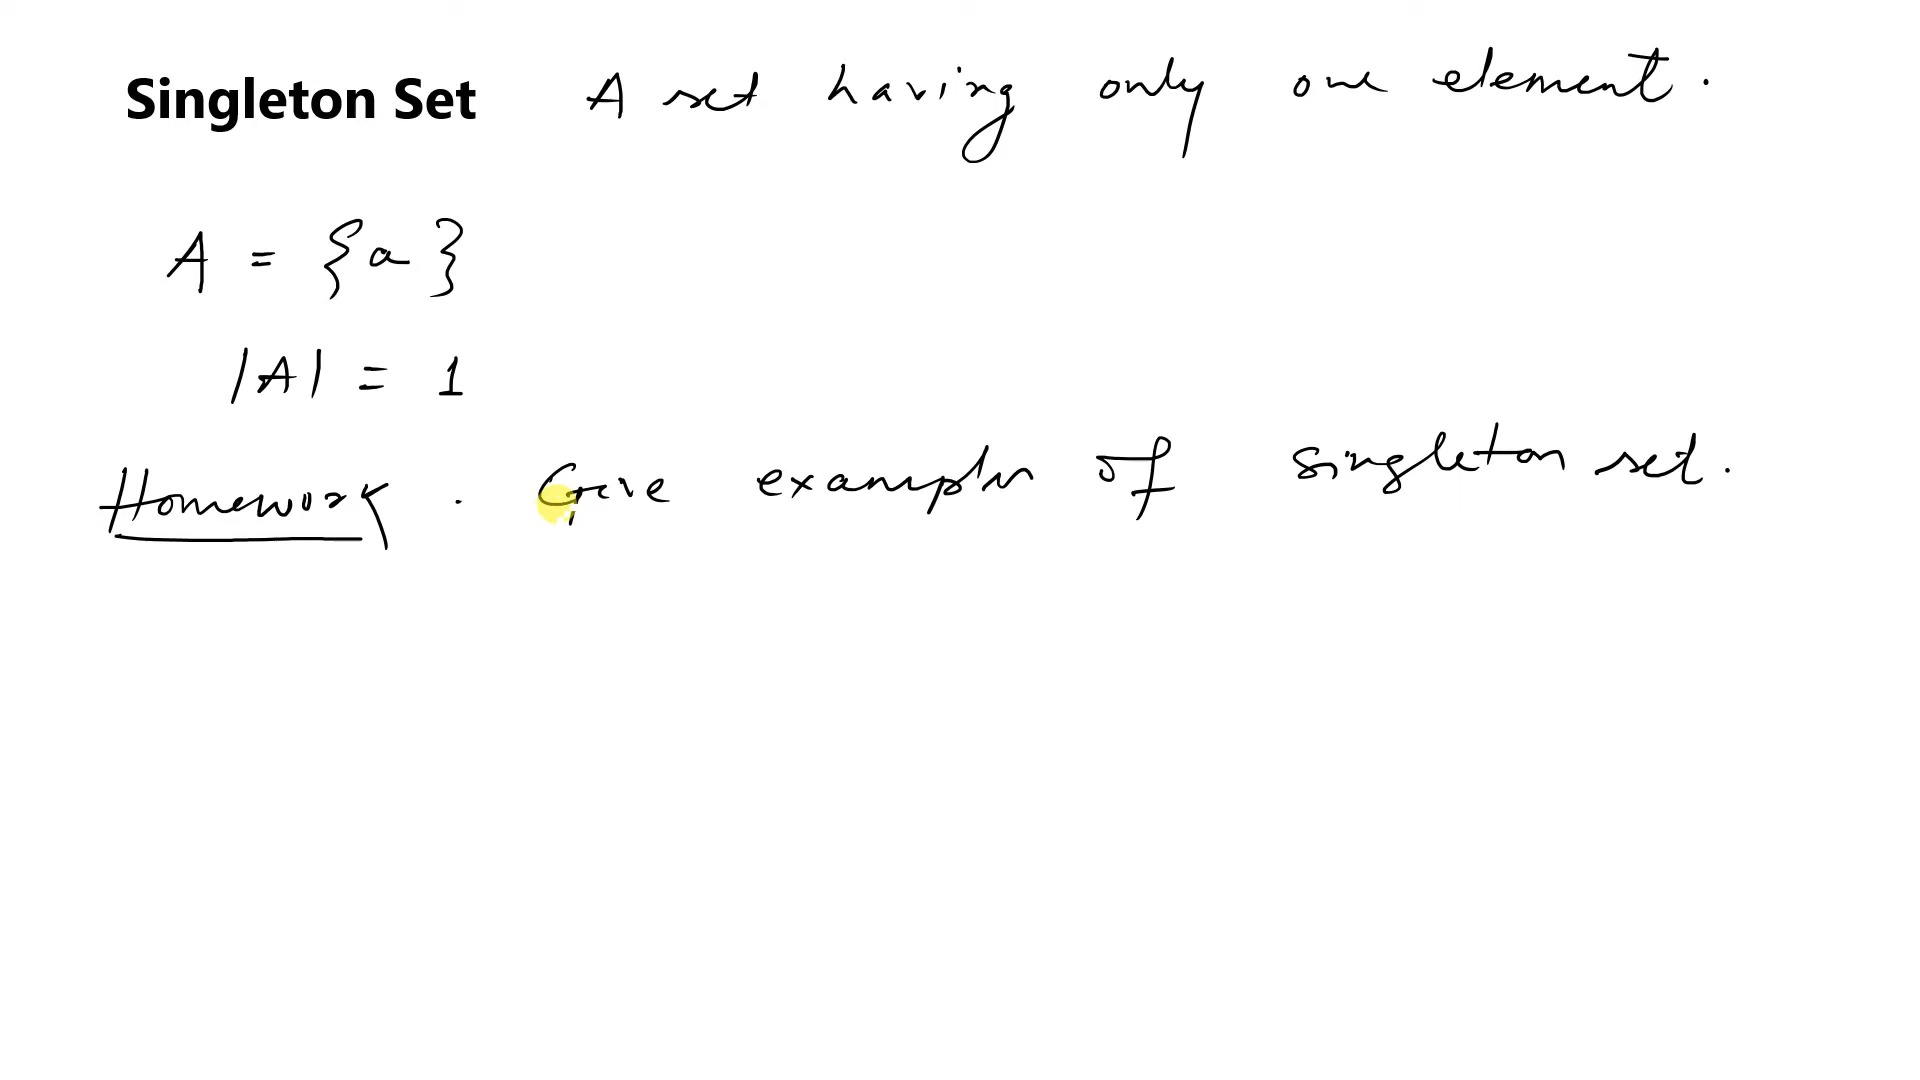 Singleton Set A set having only one element.
A = {a}
|A| = 1
Homework. Give examples of singleton set.